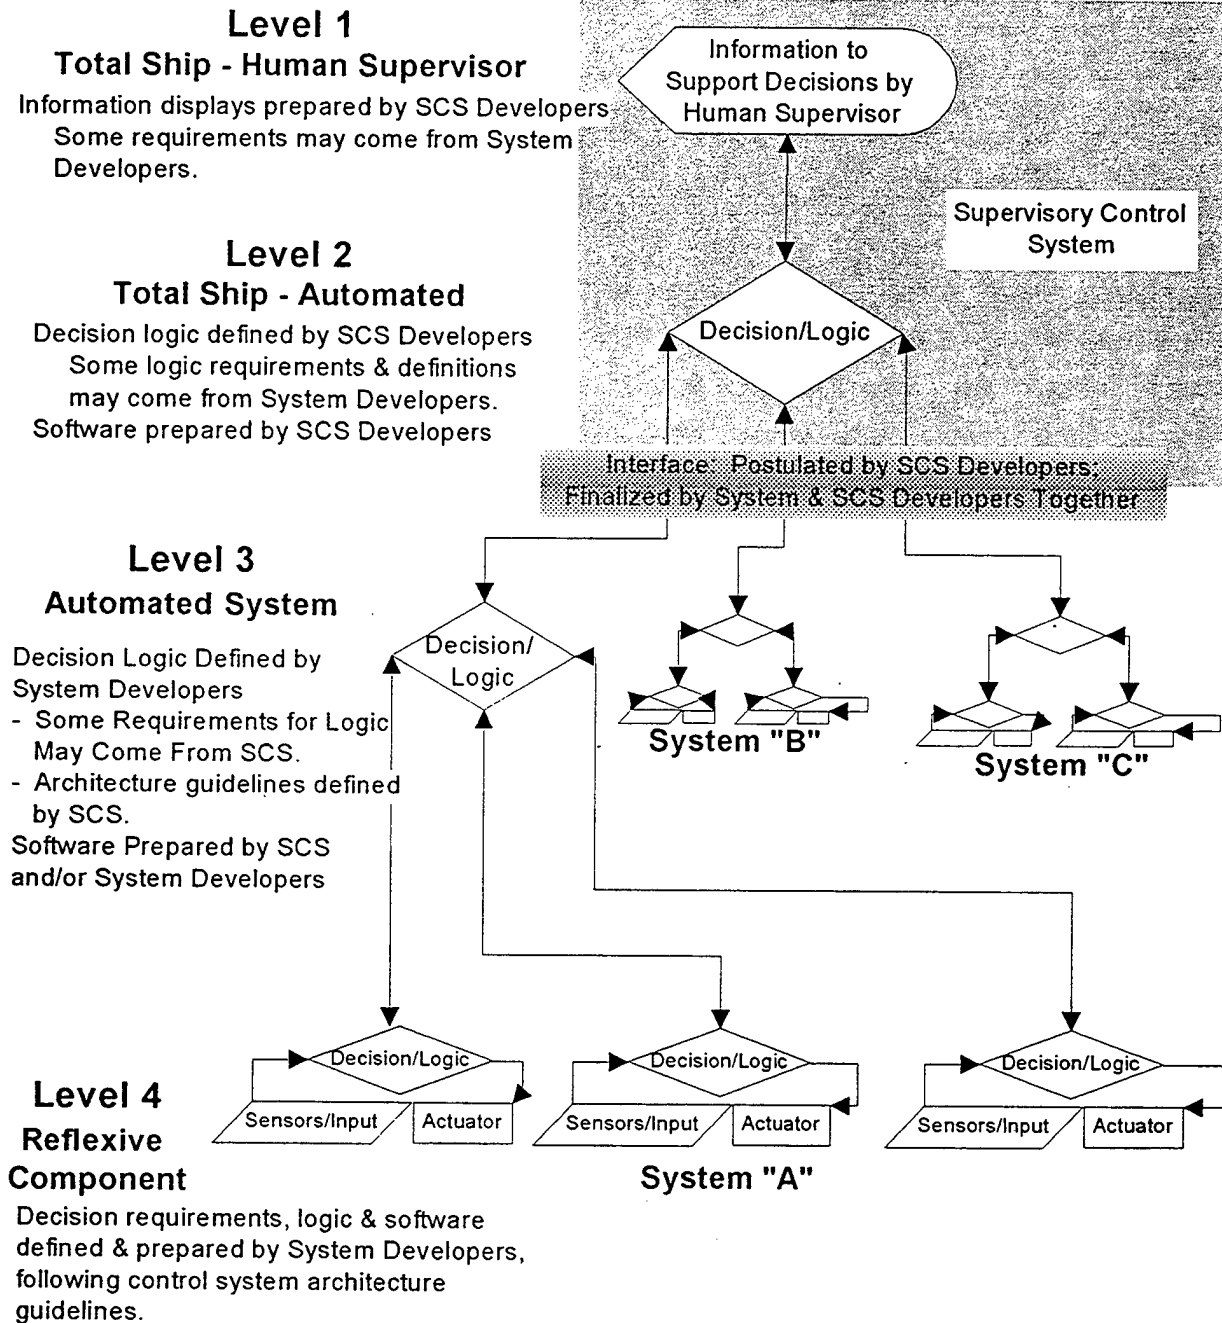 Level 1
Total Ship - Human Supervisor
Information displays prepared by SCS Developers
Some requirements may come from System
Developers.
Information to
Support Decisions by
Human Supervisor
Supervisory Control
System
Level 2
Total Ship - Automated
Decision logic defined by SCS Developers
Some logic requirements & definitions
may come from System Developers.
Software prepared by SCS Developers
Decision/Logic
Interface: Postulated by SCS Developers;
Finalized by System & SCS Developers Together
Level 3
Automated System
Decision Logic Defined by
System Developers
- Some Requirements for Logic
May Come From SCS.
- Architecture guidelines defined
by SCS.
Software Prepared by SCS
and/or System Developers
Decision/
Logic
System "B"
System "C"
Decision/Logic
Sensors/Input
Actuator
Decision/Logic
Sensors/Input
Actuator
Decision/Logic
Sensors/Input
Actuator
System "A"
Level 4
Reflexive
Component
Decision requirements, logic & software
defined & prepared by System Developers,
following control system architecture
guidelines.